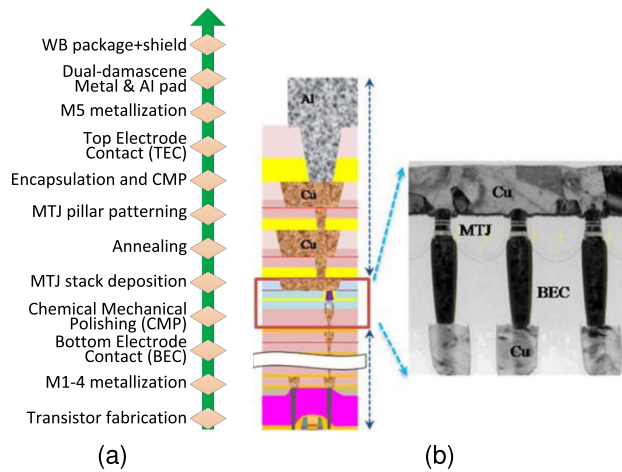 (a)
WB package+shield
Dual-damascene
Metal & Al pad
M5 metallization
Top Electrode
Contact (TEC)
Encapsulation and CMP
MTJ pillar patterning
Annealing
MTJ stack deposition
Chemical Mechanical
Polishing (CMP)
Bottom Electrode
Contact (BEC)
M1-4 metallization
Transistor fabrication
(a)
Al
Cu
Cu
Cu
MTJ
BEC
Cu
(b)